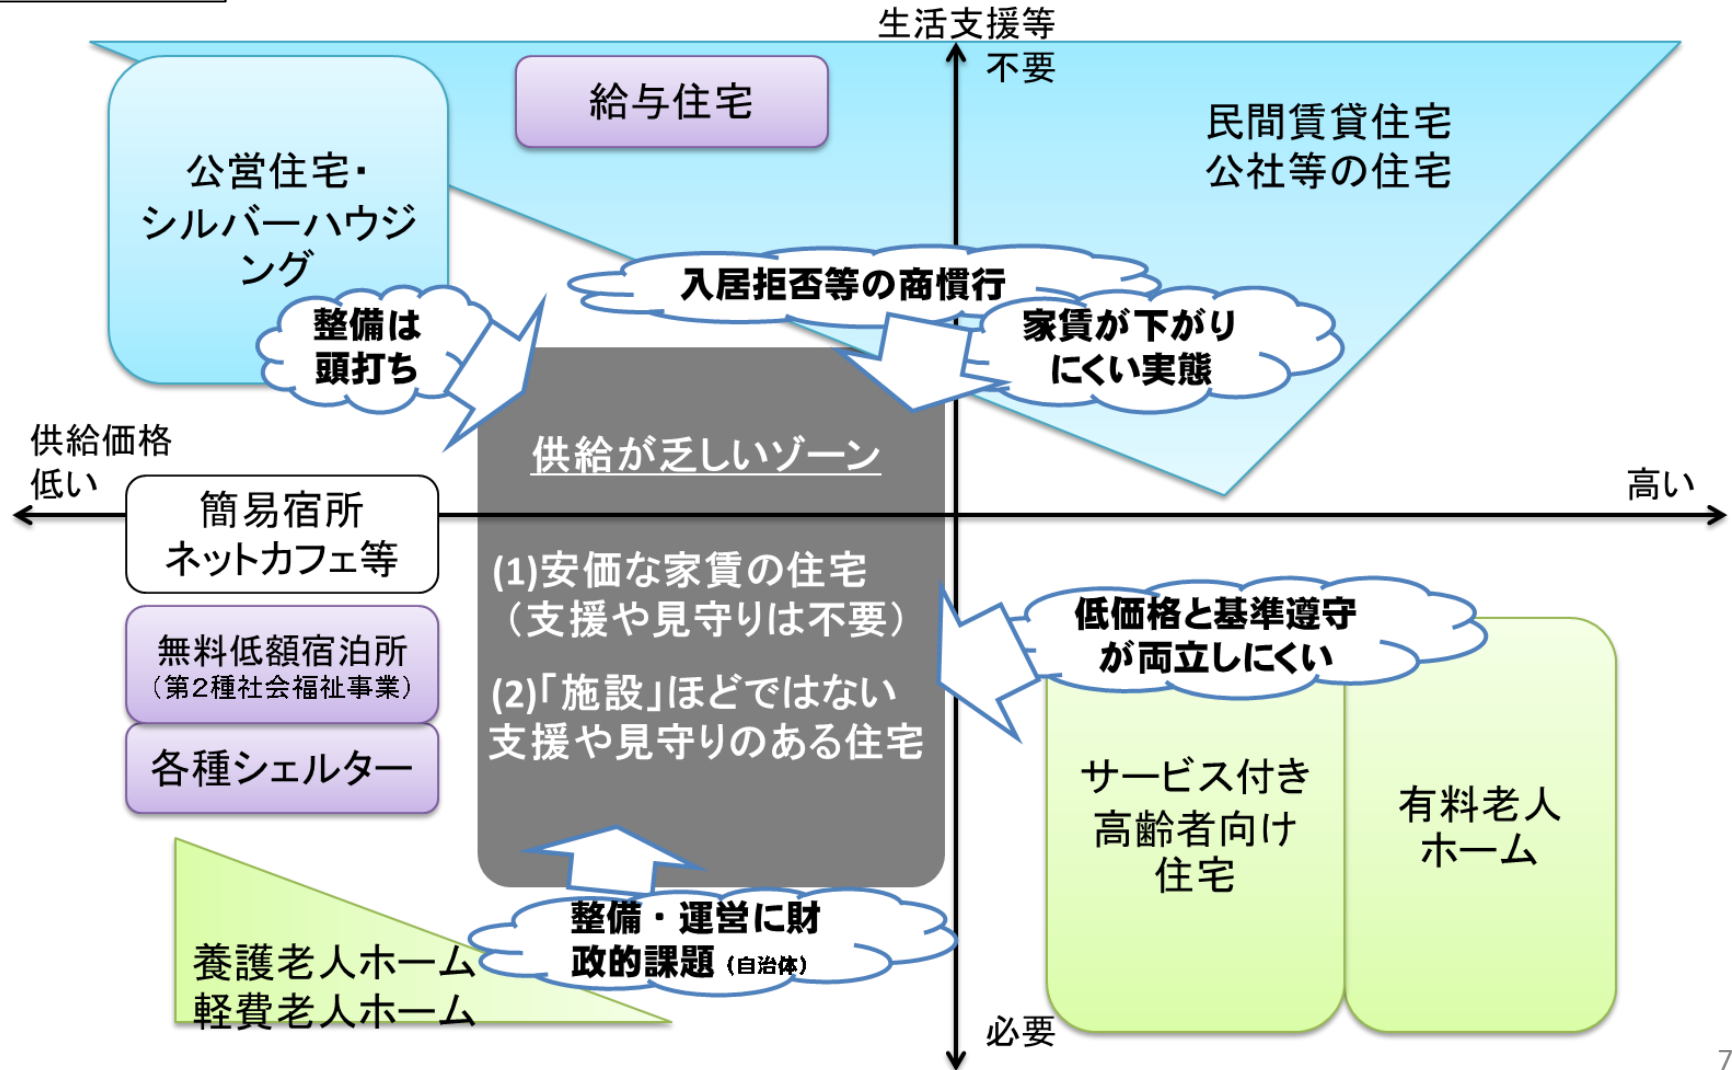 生活支援等
不要
給与住宅
民間賃貸住宅
公社等の住宅
公営住宅・
シルバーハウジ
ング
入居拒否等の商慣行
整備は
頭打ち
家賃が下がり
にくい実態
供給価格
低い
高い
供給が乏しいゾーン
簡易宿所
ネットカフェ等
(1)安価な家賃の住宅
（支援や見守りは不要）
(2)「施設」ほどではない
支援や見守りのある住宅
低価格と基準遵守
が両立しにくい
無料低額宿泊所
（第2種社会福祉事業）
各種シェルター
サービス付き
高齢者向け
住宅
有料老人
ホーム
養護老人ホーム
軽費老人ホーム
整備・運営に財
政的課題（自治体）
必要
7